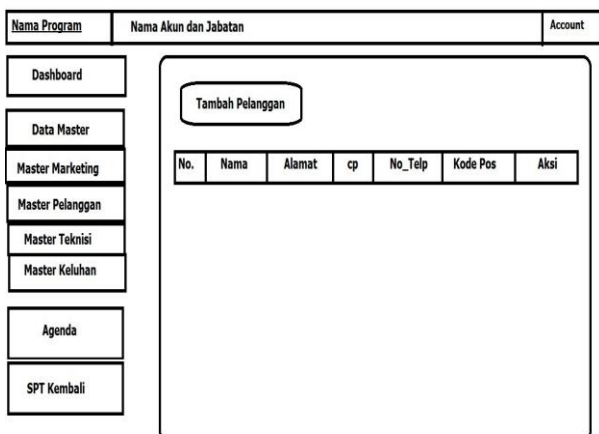 Nama Program
Nama Akun dan Jabatan
Account
Dashboard
Data Master
Master Marketing
Master Pelanggan
Master Teknisi
Master Keluhan
Agenda
SPT Kembali
Tambah Pelanggan
No. Nama Alamat cp No_Telp Kode Pos Aksi